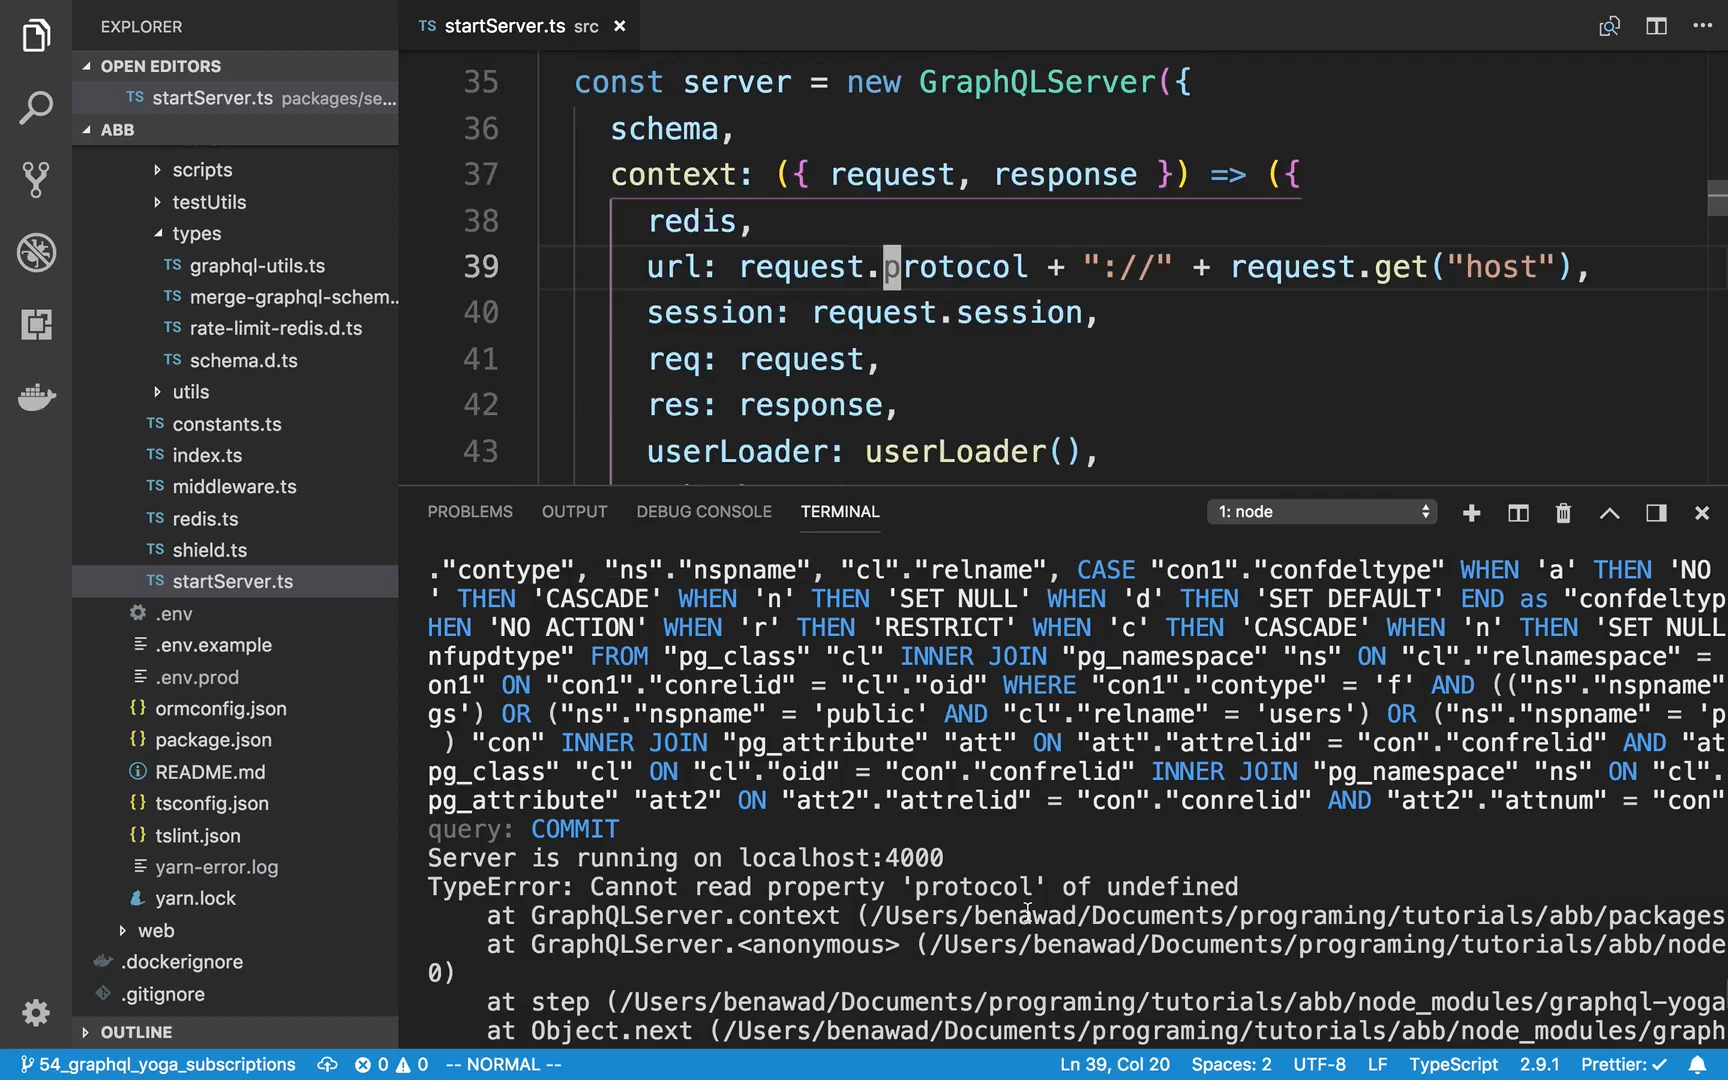 EXPLORER
OPEN EDITORS
TS startServer.ts packages/se...
ABB
scripts
testUtils
types
TS graphql-utils.ts
TS merge-graphql-schem...
TS rate-limit-redis.d.ts
TS schema.d.ts
utils
TS constants.ts
TS index.ts
TS middleware.ts
TS redis.ts
TS shield.ts
TS startServer.ts
.env
.env.example
.env.prod
{} ormconfig.json
{} package.json
README.md
{} tsconfig.json
{} tslint.json
yarn-error.log
yarn.lock
web
.dockerignore
.gitignore
OUTLINE
TS startServer.ts src
35 const server = new GraphQLServer({
36 schema,
37 context: ({ request, response }) => ({
38 redis,
39 url: request.protocol + "://" + request.get("host"),
40 session: request.session,
41 req: request,
42 res: response,
43 userLoader: userLoader(),
PROBLEMS OUTPUT DEBUG CONSOLE TERMINAL 1: node
."contype", "ns"."nspname", "cl"."relname", CASE "con1"."confdeltype" WHEN 'a' THEN 'NO
' THEN 'CASCADE' WHEN 'n' THEN 'SET NULL' WHEN 'd' THEN 'SET DEFAULT' END as "confdeltyp
HEN 'NO ACTION' WHEN 'r' THEN 'RESTRICT' WHEN 'c' THEN 'CASCADE' WHEN 'n' THEN 'SET NULL
nfupdtype" FROM "pg_class" "cl" INNER JOIN "pg_namespace" "ns" ON "cl"."relnamespace" =
on1" ON "con1"."conrelid" = "cl"."oid" WHERE "con1"."contype" = 'f' AND (("ns"."nspname"
gs') OR ("ns"."nspname" = 'public' AND "cl"."relname" = 'users') OR ("ns"."nspname" = 'p
) "con" INNER JOIN "pg_attribute" "att" ON "att"."attrelid" = "con"."confrelid" AND "at
pg_class" "cl" ON "cl"."oid" = "con"."confrelid" INNER JOIN "pg_namespace" "ns" ON "cl".
pg_attribute" "att2" ON "att2"."attrelid" = "con"."conrelid" AND "att2"."attnum" = "con"
query: COMMIT
Server is running on localhost:4000
TypeError: Cannot read property 'protocol' of undefined
at GraphQLServer.context (/Users/benawad/Documents/programing/tutorials/abb/packages
at GraphQLServer.<anonymous> (/Users/benawad/Documents/programing/tutorials/abb/node
0)
at step (/Users/benawad/Documents/programing/tutorials/abb/node_modules/graphql-yoga
at Object.next (/Users/benawad/Documents/programing/tutorials/abb/node_modules/graph
54_graphql_yoga_subscriptions 0 0 -- NORMAL -- Ln 39, Col 20 Spaces: 2 UTF-8 LF TypeScript 2.9.1 Prettier: ✓